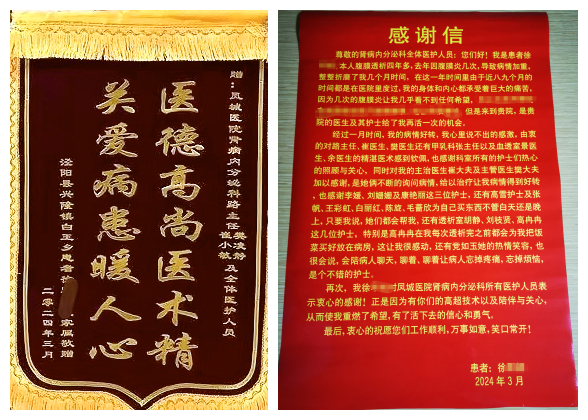 赠：凤城医院肾病内分泌科路主任樊凌静
崔小敏及全体医护人员
医德高尚医术精
关爱病患暖人心
泾阳县兴隆镇白王乡患者徐
家属敬赠
二零二四年三月
感谢信
尊敬的肾病内分泌科全体医护人员：您们好！我是患者徐
，本人腹膜透析四年多，去年因腹膜炎几次，导致病情加重，
整整折磨了我几个月时间，在这一年时间里由于近八九个月的
时间都是在医院里度过，我的身体和内心都承受着巨大的痛苦，
因为几次的腹膜炎让我几乎看不到任何希望，
但是来到贵院，是贵
院的医生及其护士给了我再活一次的机会。
经过一月时间，我的病情好转，我心里说不出的感激，由衷
的对路主任，崔医生，樊医生还有甲乳科张主任以及血透室景医
生、余医生的精湛医术感到钦佩，也感谢科室所有的护士们热心
的照顾与关心，同时对我的主治医生崔大夫及主管医生樊大夫
加以感谢，是她俩不断的询问病情，给以治疗让我病情得到好转
，也感谢李媛、刘姗姗及康艳丽这三位护士，还有高蕾护士及张
帆、王彩虹、白丽红、陈旋，毛薈欣为自己买东西不管白天还是晚
上，只要说，她们都会帮我，还有透析室胡静、刘枝贤、高冉冉
这几位护士，特别是高冉冉在我每次透析完之前都会为我把饭
菜买好放在病房，这让我很感动，还有党如玉她的热情笑容，也
很会说，会陪病人聊天，聊着、聊着让病人忘掉疼痛，忘掉烦恼，
是个不错的护士。
再次，我徐 对凤城医院肾病内分泌科所有医护人员表
示衷心的感谢！正是因为有你们的高超技术以及陪伴与关心，
从而使我重燃了希望，有了活下去的信心和勇气。
最后，衷心的祝愿您们工作顺利，万事如意，笑口常开！
患者：徐
2024年3月